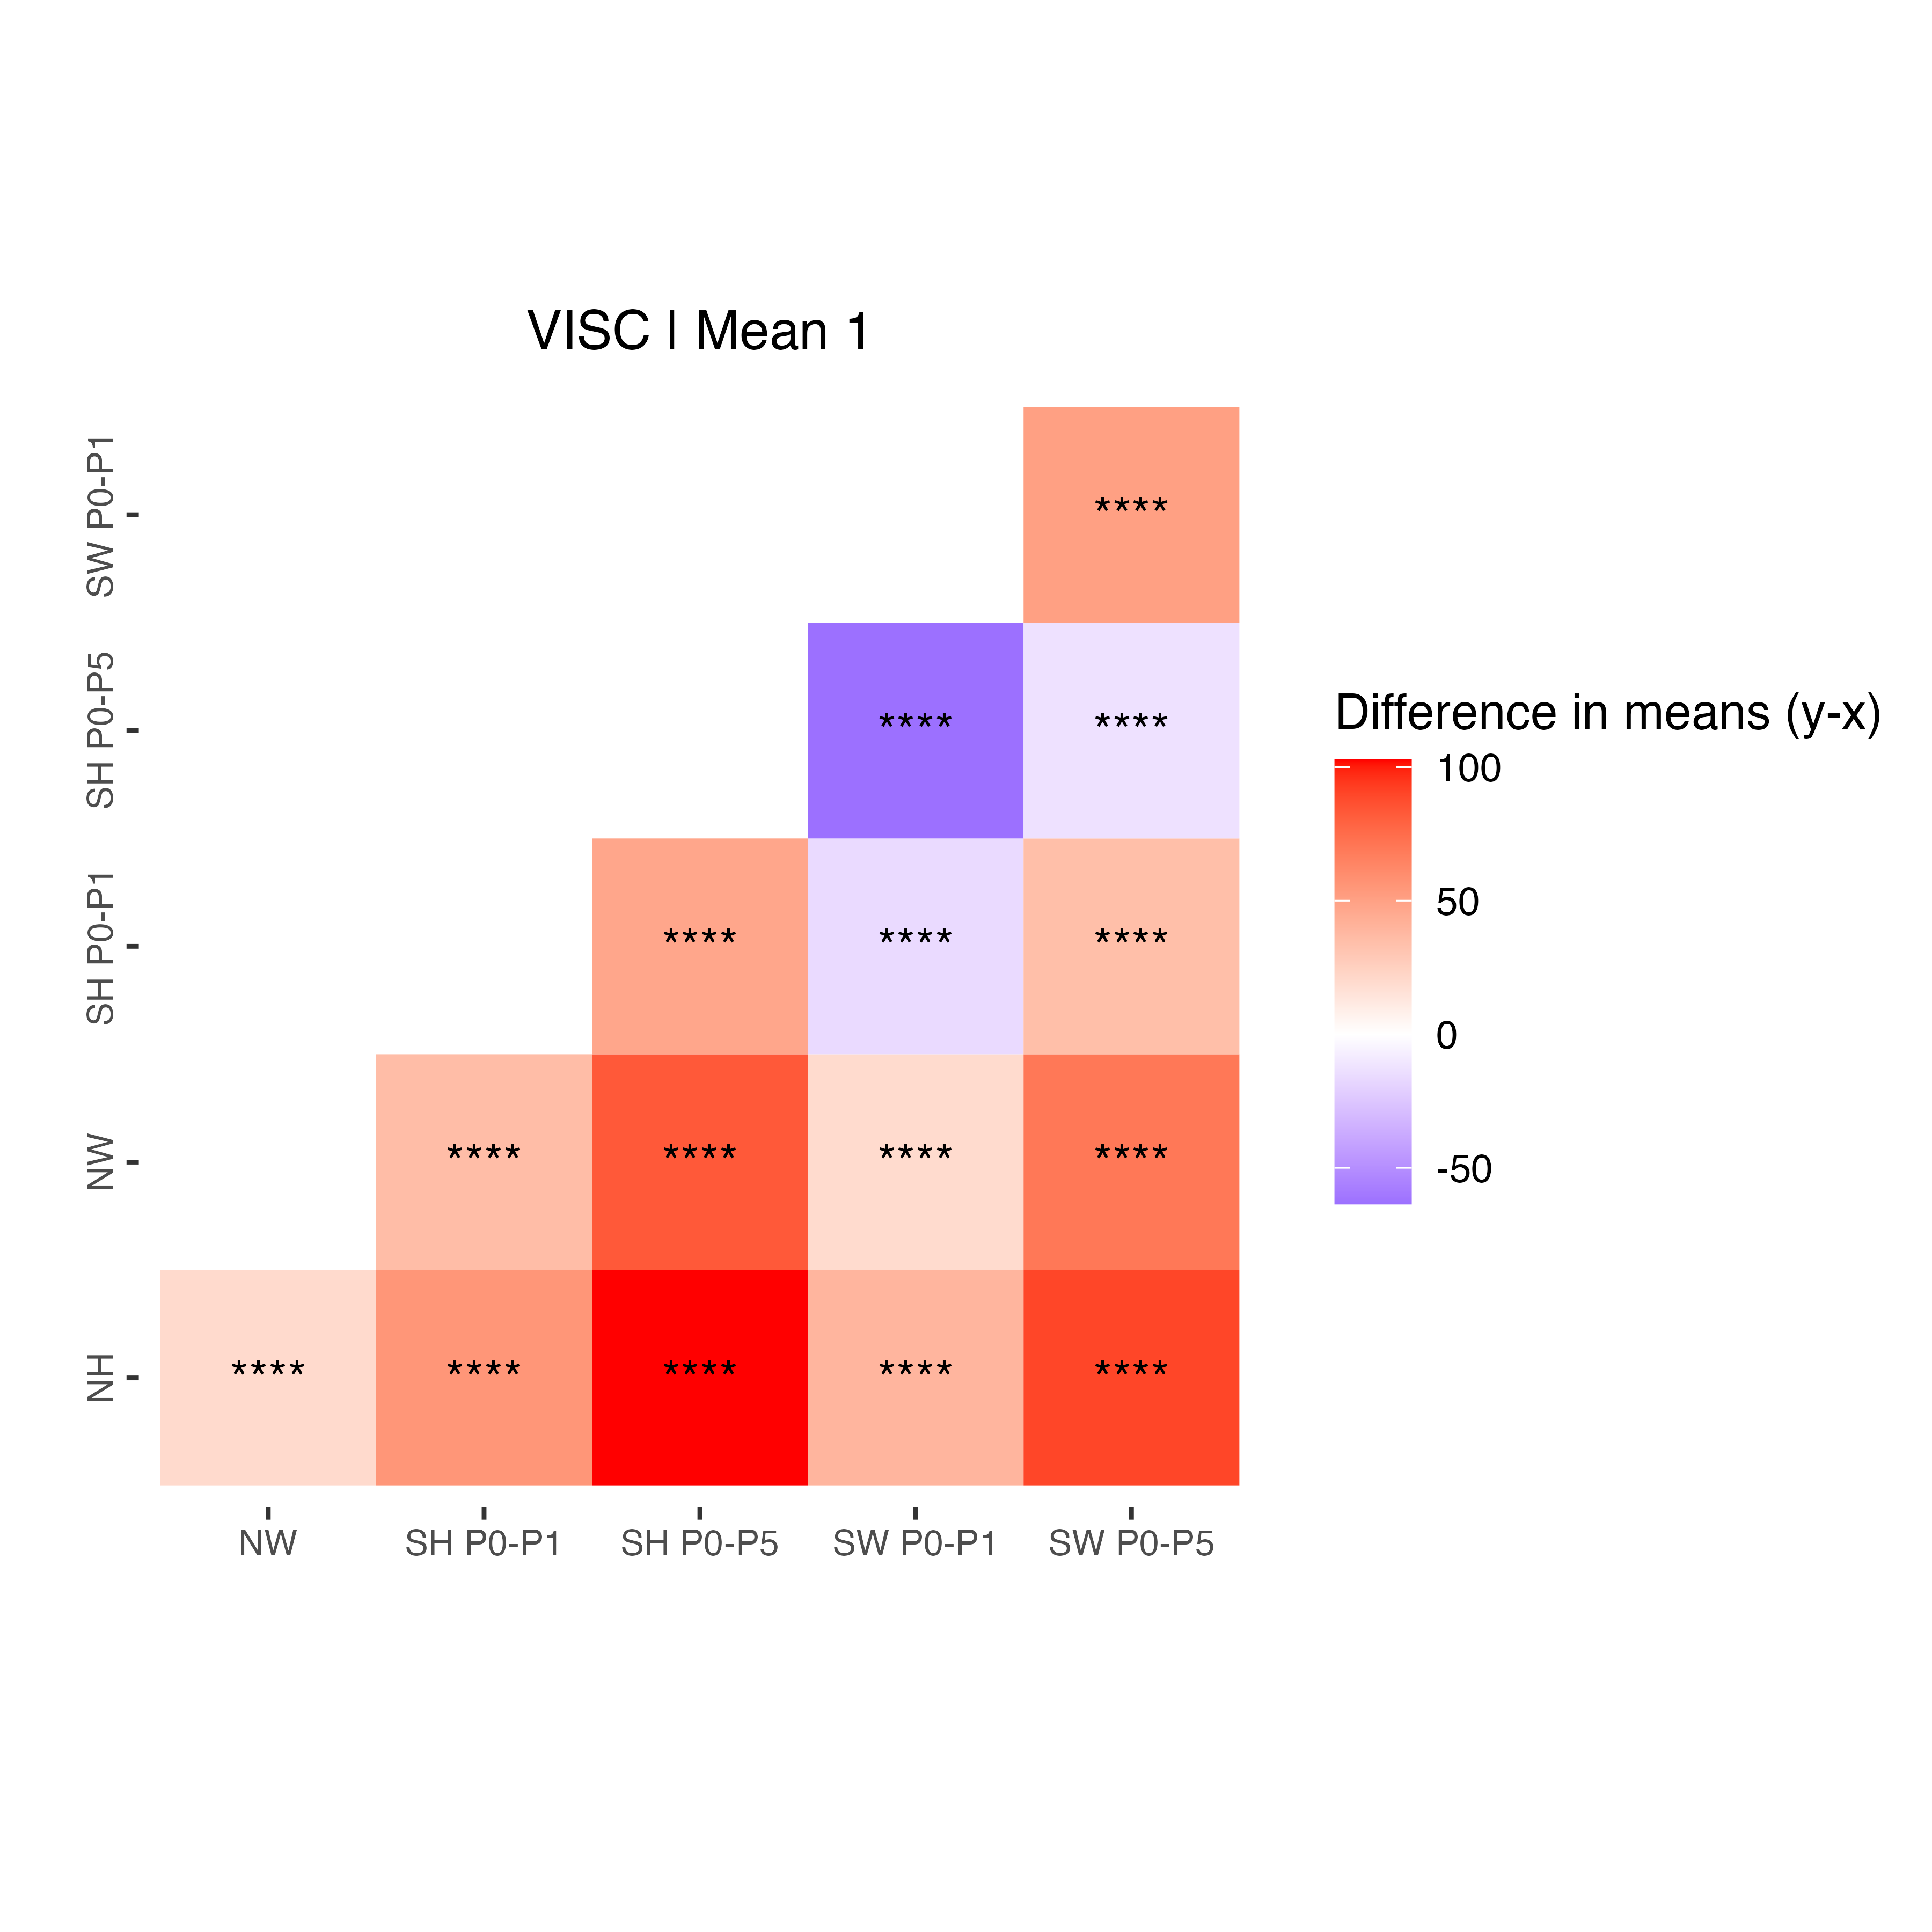 VISC | Mean 1
SW P0-P1
****
SH P0-P5
**** ****
SH P0-P1
**** **** ****
NW
**** **** **** ****
NH
**** **** **** **** ****
NW SH P0-P1 SH P0-P5 SW P0-P1 SW P0-P5
Difference in means (y-x)
100
50
0
-50